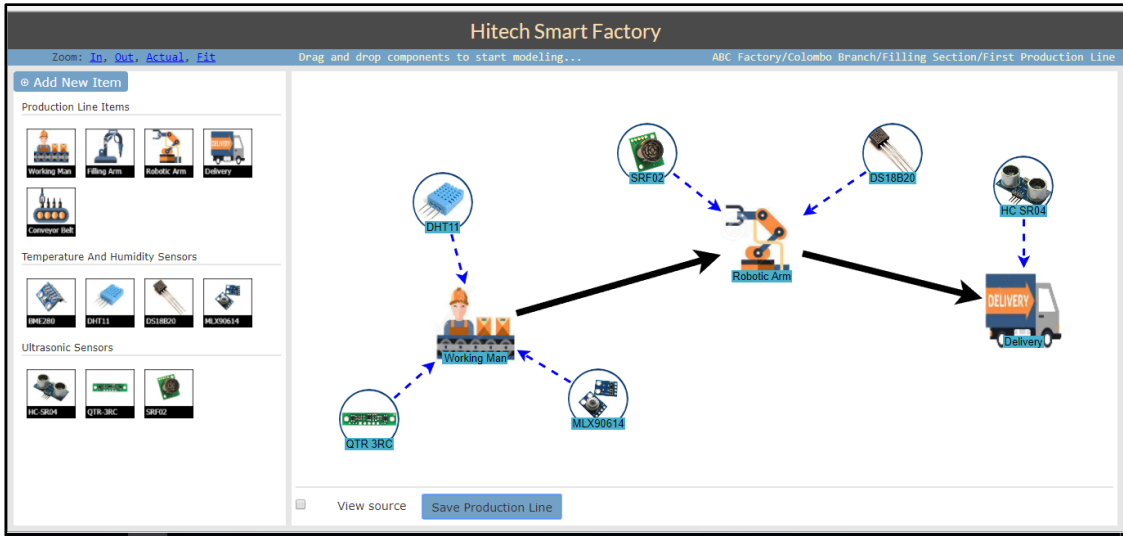 Hitech Smart Factory
Zoom: In, Out, Actual, Fit
Drag and drop components to start modeling...
ABC Factory/Colombo Branch/Filling Section/First Production Line
⊕ Add New Item
Production Line Items
Working Man
Filling Arm
Robotic Arm
DELIVERY
Delivery
Conveyor Belt
Temperature And Humidity Sensors
BME280
DHT11
DS18B20
MLX90614
Ultrasonic Sensors
HC-SR04
QTR-3RC
SRF02
SRF02
DS18B20
HC SR04
DHT11
Robotic Arm
DELIVERY
Delivery
Working Man
QTR 3RC
MLX90614
View source
Save Production Line